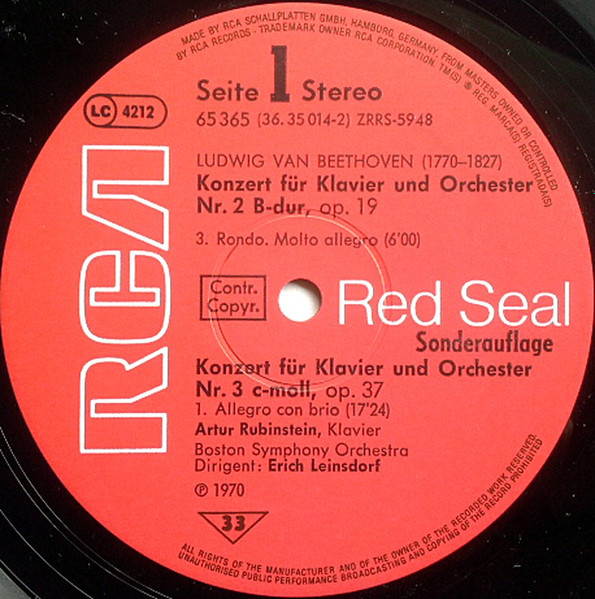 MADE BY RCA SCHALLPLATTEN GMBH, HAMBURG, GERMANY, FROM MASTERS OWNED OR CONTROLLED
BY RCA RECORDS - TRADEMARK OWNER RCA CORPORATION. TM(S) ® REG. MARCA(S) REGISTRADA(S)
Seite 1 Stereo
LC 4212
65 365 (36.35 014-2) ZRRS-5948
LUDWIG VAN BEETHOVEN (1770–1827)
Konzert für Klavier und Orchester
Nr. 2 B-dur, op. 19
3. Rondo. Molto allegro (6'00)
RCA
Contr.
Copyr.
Red Seal
Sonderauflage
Konzert für Klavier und Orchester
Nr. 3 c-moll, op. 37
1. Allegro con brio (17'24)
Artur Rubinstein, Klavier
Boston Symphony Orchestra
Dirigent: Erich Leinsdorf
℗ 1970
33
ALL RIGHTS OF THE MANUFACTURER AND OF THE OWNER OF THE RECORDED WORK RESERVED.
UNAUTHORISED PUBLIC PERFORMANCE BROADCASTING AND COPYING OF THE RECORD PROHIBITED